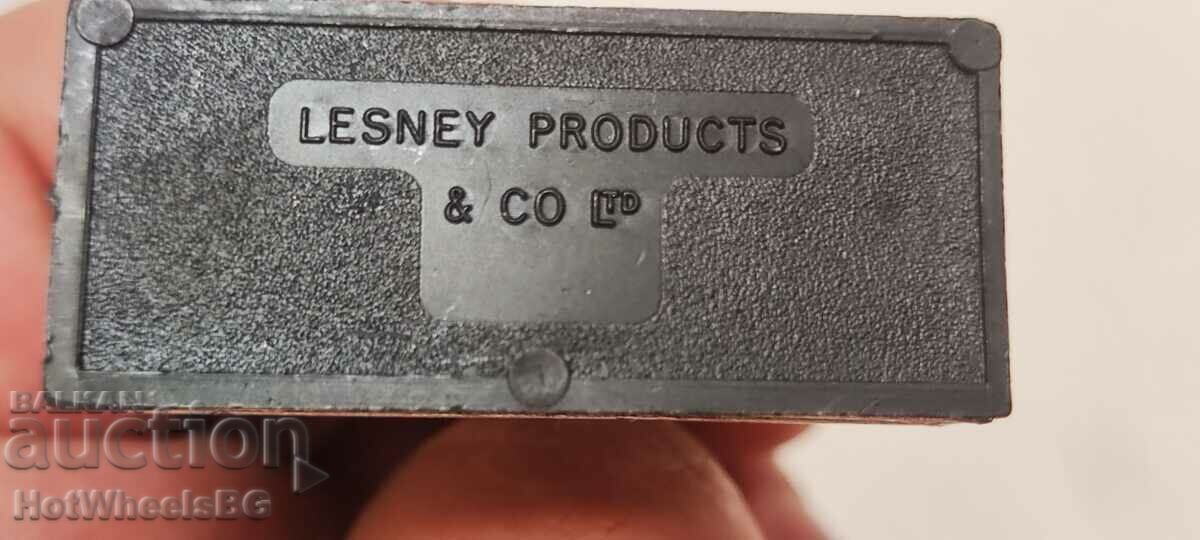 LESNEY PRODUCTS
& CO LTD
BALKAN
auction
HotWheelsBG